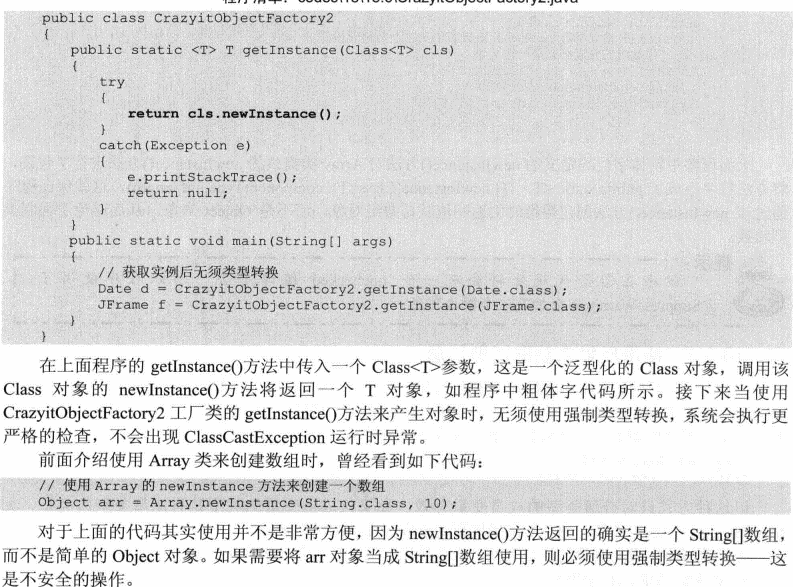 public class CrazyitObjectFactory2
{
public static <T> T getInstance(Class<T> cls)
{
try
{
return cls.newInstance();
}
catch(Exception e)
{
e.printStackTrace();
return null;
}
}
public static void main(String[] args)
{
// 获取实例后无须类型转换
Date d = CrazyitObjectFactory2.getInstance(Date.class);
JFrame f = CrazyitObjectFactory2.getInstance(JFrame.class);
}
}
在上面程序的 getInstance()方法中传入一个 Class<T>参数，这是一个泛型化的 Class 对象，调用该
Class 对象的 newInstance()方法将返回一个 T 对象，如程序中粗体字代码所示。接下来当使用
CrazyitObjectFactory2 工厂类的 getInstance()方法来产生对象时，无须使用强制类型转换，系统会执行更
严格的检查，不会出现 ClassCastException 运行时异常。
前面介绍使用 Array 类来创建数组时，曾经看到如下代码：
// 使用 Array 的 newInstance 方法来创建一个数组
Object arr = Array.newInstance(String.class, 10);
对于上面的代码其实使用并不是非常方便，因为 newInstance()方法返回的确实是一个 String[]数组，
而不是简单的 Object 对象。如果需要将 arr 对象当成 String[]数组使用，则必须使用强制类型转换——这
是不安全的操作。